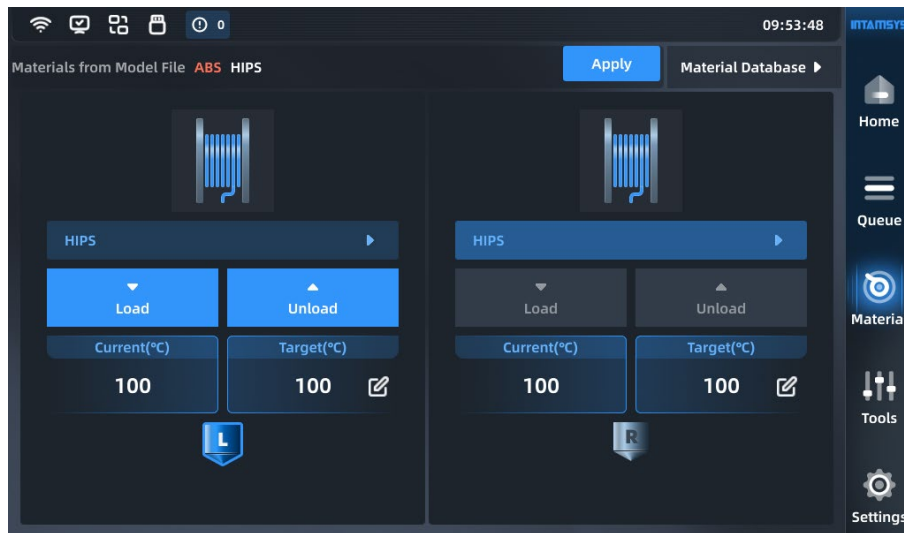 0
09:53:48
INTAMSYS
Materials from Model File ABS HIPS
Apply
Material Database
Home
Queue
Material
Tools
Settings
HIPS
Load Unload
Current(°C) Target(°C)
100 100
L
HIPS
Load Unload
Current(°C) Target(°C)
100 100
R